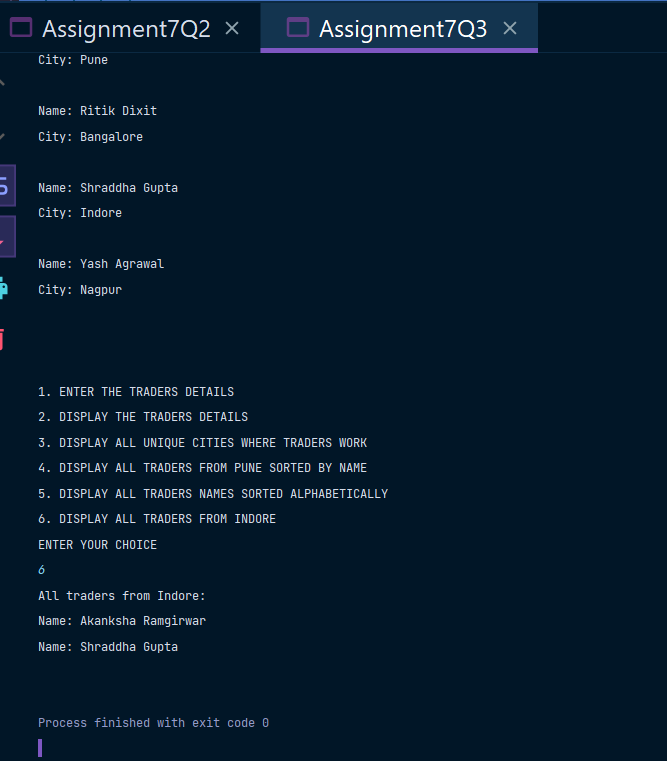 Assignment7Q2 Assignment7Q3
City: Pune
Name: Ritik Dixit
City: Bangalore
Name: Shraddha Gupta
City: Indore
Name: Yash Agrawal
City: Nagpur
1. ENTER THE TRADERS DETAILS
2. DISPLAY THE TRADERS DETAILS
3. DISPLAY ALL UNIQUE CITIES WHERE TRADERS WORK
4. DISPLAY ALL TRADERS FROM PUNE SORTED BY NAME
5. DISPLAY ALL TRADERS NAMES SORTED ALPHABETICALLY
6. DISPLAY ALL TRADERS FROM INDORE
ENTER YOUR CHOICE
6
All traders from Indore:
Name: Akanksha Ramgirwar
Name: Shraddha Gupta
Process finished with exit code 0